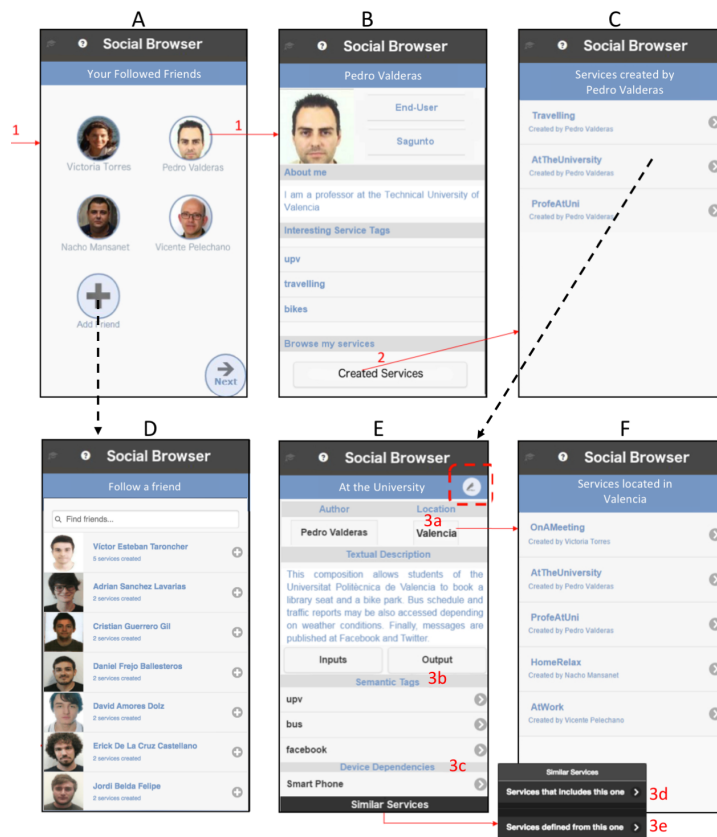 A
Social Browser
Your Followed Friends
1
1
Victoria Torres
Pedro Valderas
Nacho Mansanet
Vicente Pelechano
Add Friend
Next
B
Social Browser
Pedro Valderas
End-User
Sagunto
About me
I am a professor at the Technical University of
Valencia
Interesting Service Tags
upv
travelling
bikes
Browse my services
2
Created Services
C
Social Browser
Services created by
Pedro Valderas
Travelling
Created by Pedro Valderas
AtTheUniversity
Created by Pedro Valderas
ProfeAtUni
Created by Pedro Valderas
D
Social Browser
Follow a friend
Find friends...
Víctor Esteban Taroncher
5 services created
Adrian Sanchez Lavarias
2 services created
Cristian Guerrero Gil
2 services created
Daniel Frejo Ballesteros
2 services created
David Amores Dolz
2 services created
Erick De La Cruz Castellano
2 services created
Jordi Beida Felipe
2 services created
E
Social Browser
At the University
Author
Location
3a
Pedro Valderas
Valencia
Textual Description
This composition allows students of the
Universitat Politècnica de Valencia to book a
library seat and a bike park. Bus schedule and
traffic reports may be also accessed depending
on weather conditions. Finally, messages are
published at Facebook and Twitter.
Inputs
Output
Semantic Tags
3b
upv
bus
facebook
3c
Device Dependencies
Smart Phone
Similar Services
F
Social Browser
Services located in
Valencia
OnAMeeting
Created by Victoria Torres
AtTheUniversity
Created by Pedro Valderas
ProfeAtUni
Created by Pedro Valderas
HomeRelax
Created by Nacho Mansanet
AtWork
Created by Vicente Pelechano
Similar Services
Services that includes this one
3d
Services defined from this one
3e